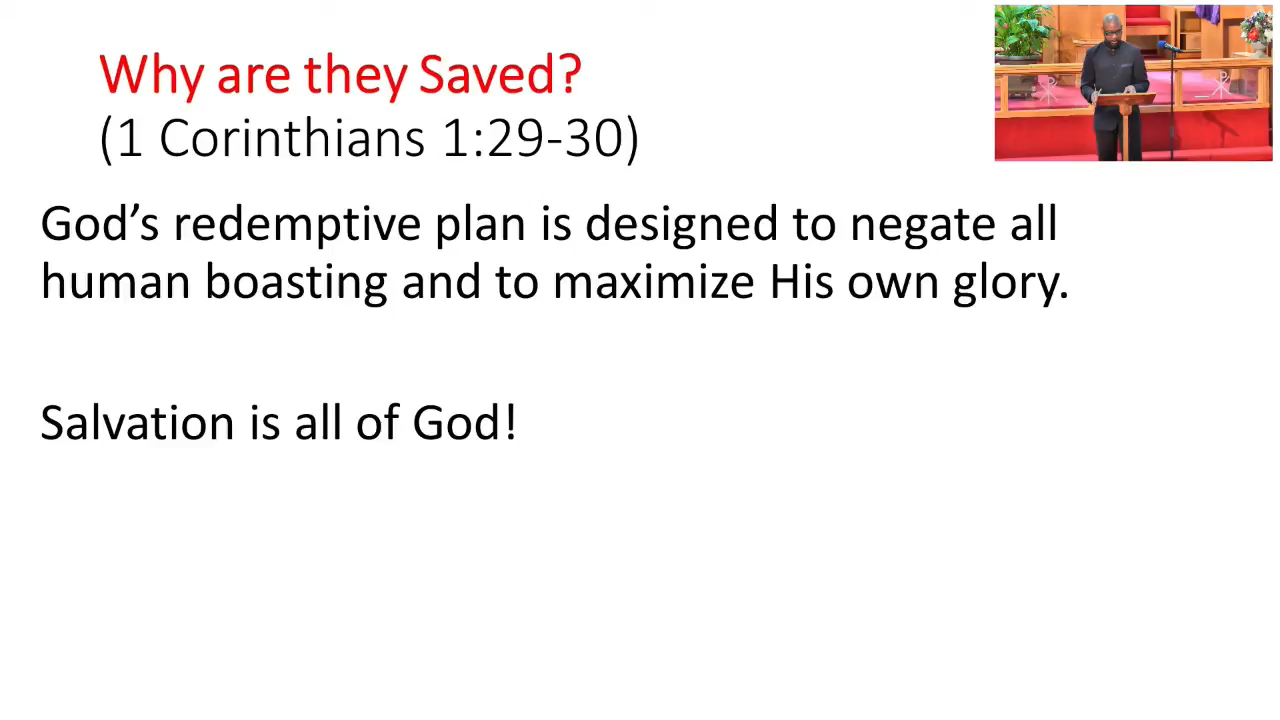 Why are they Saved?
(1 Corinthians 1:29-30)
God’s redemptive plan is designed to negate all
human boasting and to maximize His own glory.
Salvation is all of God!